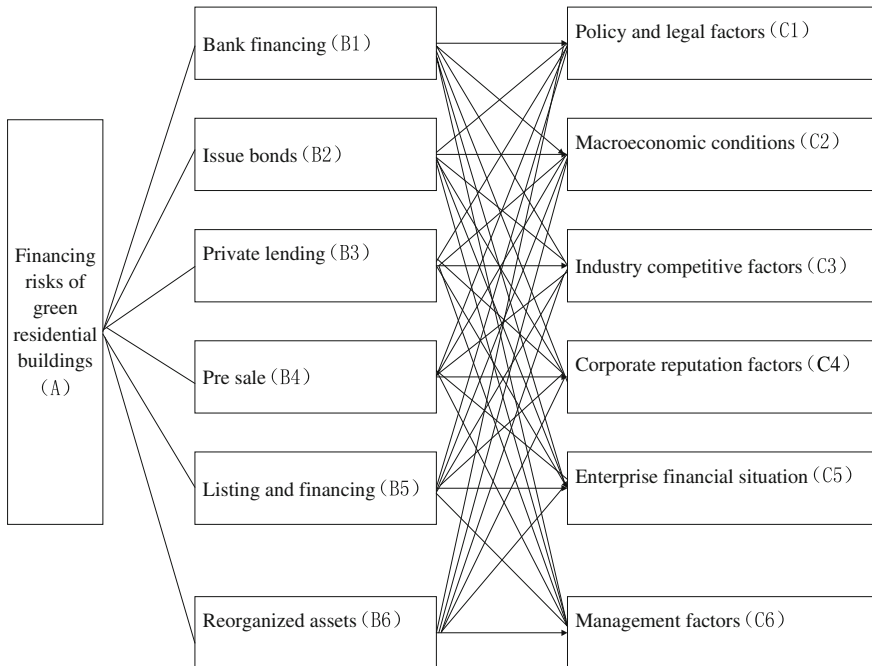 Financing
risks of
green
residential
buildings
(A)
Bank financing (B1)
Issue bonds (B2)
Private lending (B3)
Pre sale (B4)
Listing and financing (B5)
Reorganized assets (B6)
Policy and legal factors (C1)
Macroeconomic conditions (C2)
Industry competitive factors (C3)
Corporate reputation factors (C4)
Enterprise financial situation (C5)
Management factors (C6)